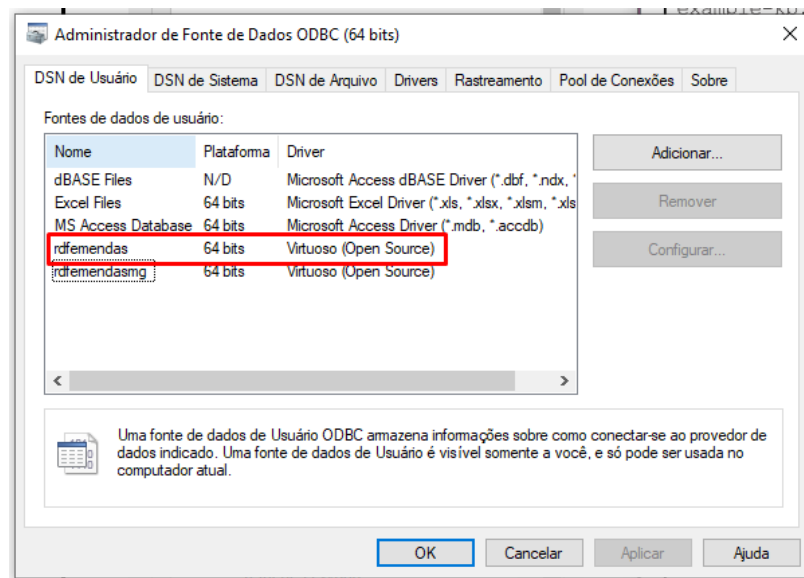 example-kb
Administrador de Fonte de Dados ODBC (64 bits)
DSN de Usuário DSN de Sistema DSN de Arquivo Drivers Rastreamento Pool de Conexões Sobre
Fontes de dados de usuário:
Nome Plataforma Driver
dBASE Files N/D Microsoft Access dBASE Driver (*.dbf, *.ndx, *
Excel Files 64 bits Microsoft Excel Driver (*.xls, *.xlsx, *.xlsm, *.xls
MS Access Database 64 bits Microsoft Access Driver (*.mdb, *.accdb)
rdfemendas 64 bits Virtuoso (Open Source)
rdfemendasmg 64 bits Virtuoso (Open Source)
Adicionar...
Remover
Configurar...
Uma fonte de dados de Usuário ODBC armazena informações sobre como conectar-se ao provedor de
dados indicado. Uma fonte de dados de Usuário é visível somente a você, e só pode ser usada no
computador atual.
OK Cancelar Aplicar Ajuda